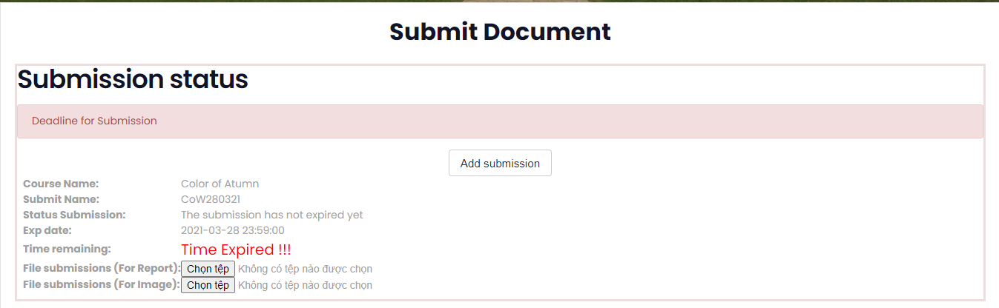 Submit Document
Submission status
Deadline for Submission
Add submission
Course Name: Color of Atumn
Submit Name: CoW280321
Status Submission: The submission has not expired yet
Exp date: 2021-03-28 23:59:00
Time remaining: Time Expired !!!
File submissions (For Report): Chọn tệp Không có tệp nào được chọn
File submissions (For Image): Chọn tệp Không có tệp nào được chọn